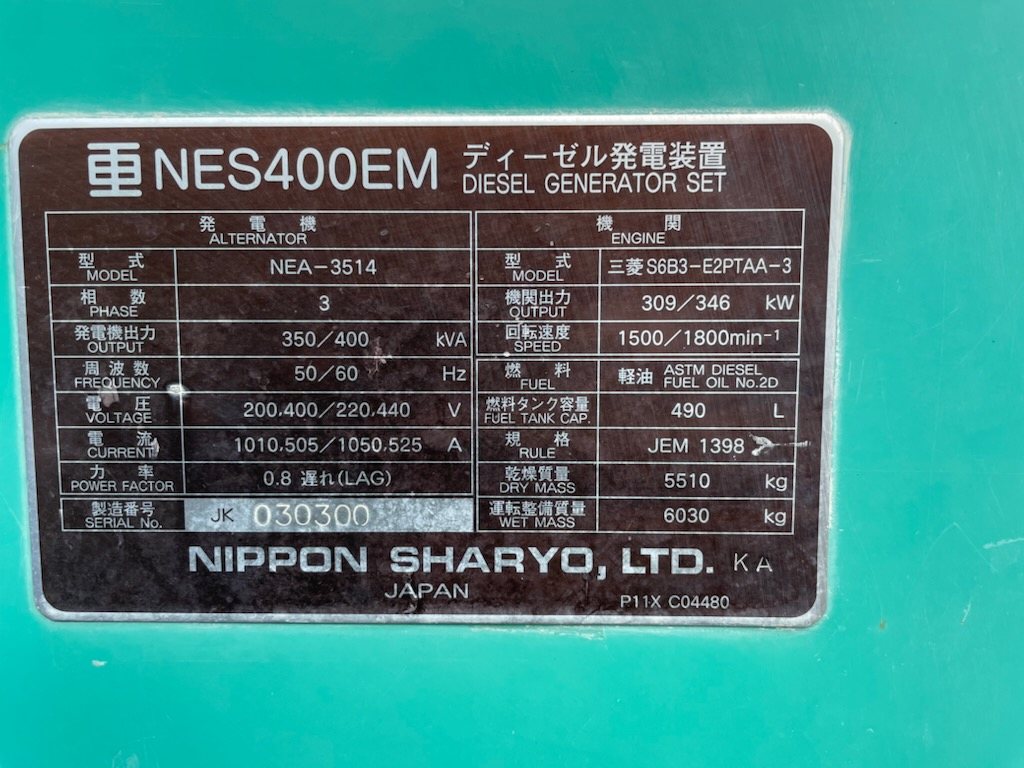 NES400EM ディーゼル発電装置
DIESEL GENERATOR SET
発電機
ALTERNATOR
型式 NEA-3514
MODEL
相数 3
PHASE
発電機出力 350/400 kVA
OUTPUT
周波数 50/60 Hz
FREQUENCY
電圧 200,400/220,440 V
VOLTAGE
電流 1010,505/1050,525 A
CURRENT
力率 0.8 遅れ(LAG)
POWER FACTOR
製造番号 JK 030300
SERIAL No.
機関
ENGINE
型式 三菱 S6B3-E2PTAA-3
MODEL
機関出力 309/346 kW
OUTPUT
回転速度 1500/1800min⁻¹
SPEED
燃料 軽油 ASTM DIESEL
FUEL FUEL OIL No.2D
燃料タンク容量 490 L
FUEL TANK CAP.
規格 JEM 1398
RULE
乾燥質量 5510 kg
DRY MASS
運転整備質量 6030 kg
WET MASS
NIPPON SHARYO, LTD. KA
JAPAN
P11X C04480